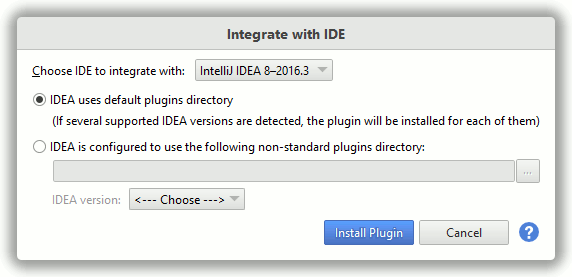 Integrate with IDE
Choose IDE to integrate with: IntelliJ IDEA 8–2016.3
IDEA uses default plugins directory
(If several supported IDEA versions are detected, the plugin will be installed for each of them)
IDEA is configured to use the following non-standard plugins directory:
...
IDEA version: <--- Choose --->
Install Plugin Cancel ?